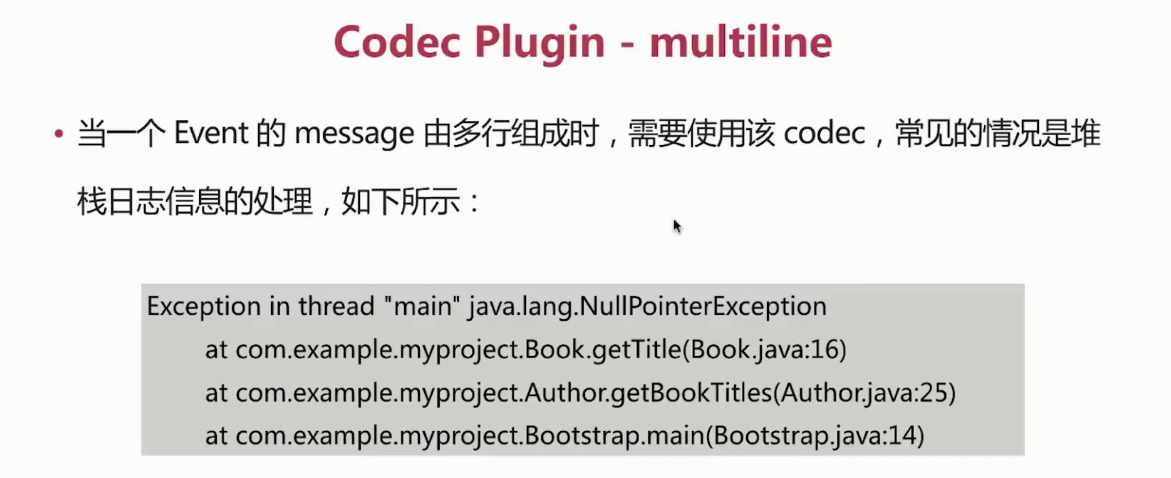 Codec Plugin - multiline
• 当一个 Event 的 message 由多行组成时，需要使用该 codec，常见的情况是堆
栈日志信息的处理，如下所示：
Exception in thread "main" java.lang.NullPointerException
at com.example.myproject.Book.getTitle(Book.java:16)
at com.example.myproject.Author.getBookTitles(Author.java:25)
at com.example.myproject.Bootstrap.main(Bootstrap.java:14)